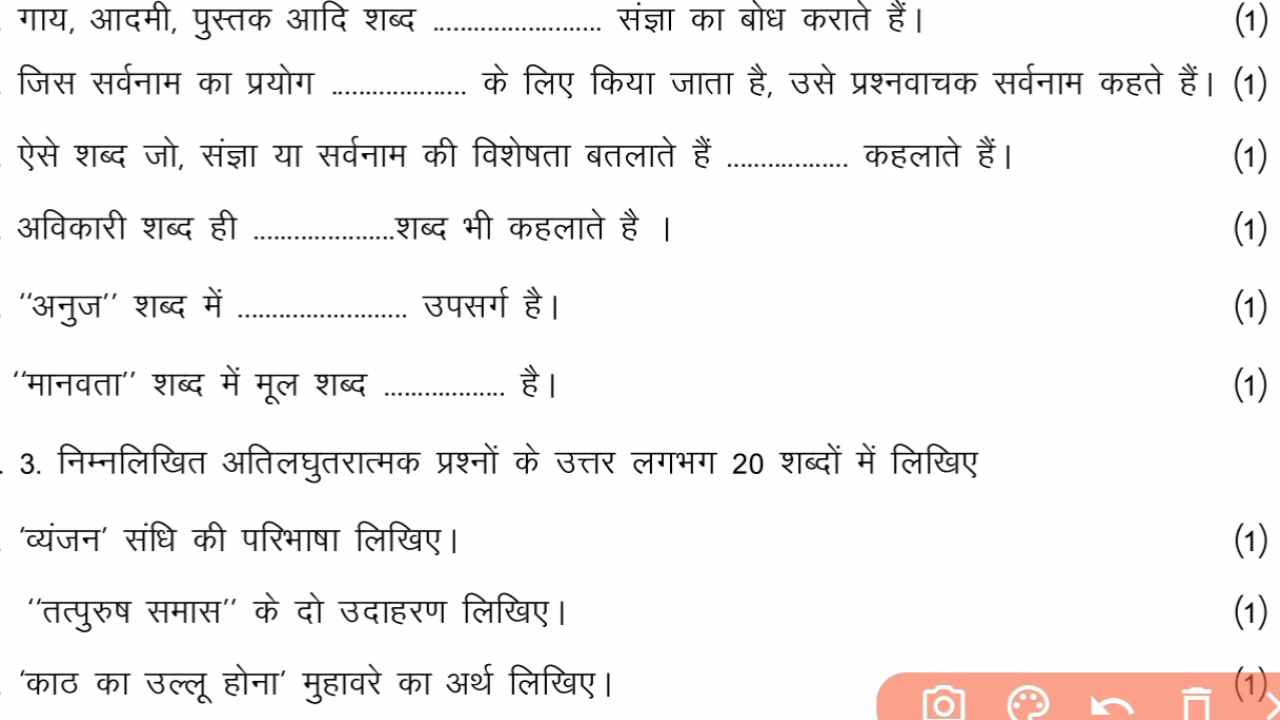 गाय, आदमी, पुस्तक आदि शब्द ......................... संज्ञा का बोध कराते हैं। (1)
जिस सर्वनाम का प्रयोग .................... के लिए किया जाता है, उसे प्रश्नवाचक सर्वनाम कहते हैं। (1)
ऐसे शब्द जो, संज्ञा या सर्वनाम की विशेषता बतलाते हैं .................. कहलाते हैं। (1)
अविकारी शब्द ही .....................शब्द भी कहलाते है । (1)
‘‘अनुज’’ शब्द में ......................... उपसर्ग है। (1)
‘‘मानवता’’ शब्द में मूल शब्द .................. है। (1)
. 3. निम्नलिखित अतिलघुतरात्मक प्रश्नों के उत्तर लगभग 20 शब्दों में लिखिए
‘व्यंजन’ संधि की परिभाषा लिखिए। (1)
‘‘तत्पुरुष समास’’ के दो उदाहरण लिखिए। (1)
‘काठ का उल्लू होना’ मुहावरे का अर्थ लिखिए। (1)